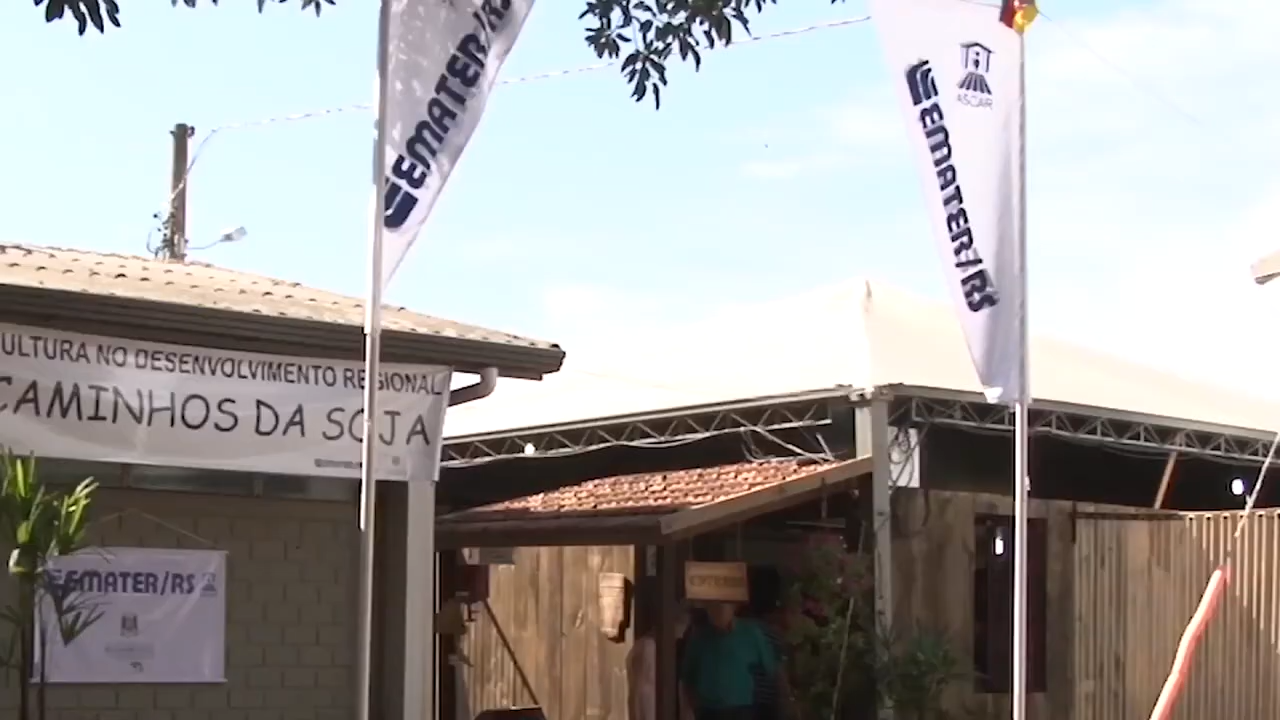 EMATER/RS
ASCAR
EMATER/RS
ULTURA NO DESENVOLVIMENTO REGIONAL
CAMINHOS DA SOJA
EMATER/RS